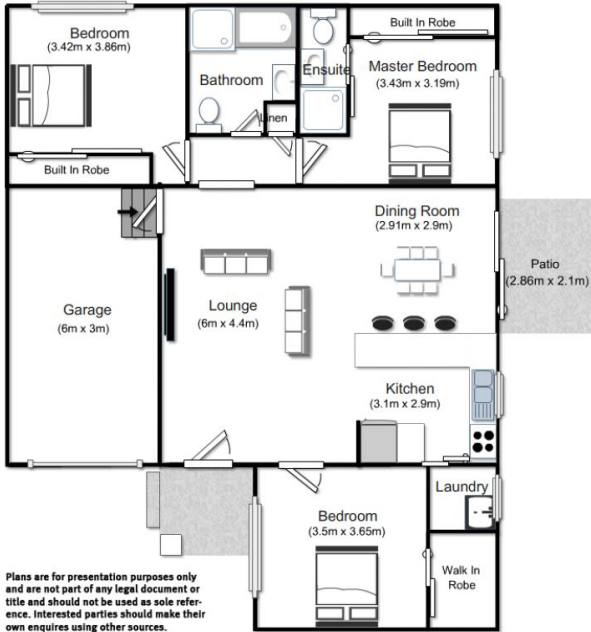 Built In Robe
Bedroom
(3.42m x 3.86m)
Bathroom
Ensuite
Master Bedroom
(3.43m x 3.19m)
Linen
Built In Robe
Dining Room
(2.91m x 2.9m)
Patio
(2.86m x 2.1m)
Garage
(6m x 3m)
Lounge
(6m x 4.4m)
Kitchen
(3.1m x 2.9m)
Laundry
Bedroom
(3.5m x 3.65m)
Walk In
Robe
Plans are for presentation purposes only
and are not part of any legal document or
title and should not be used as sole refer-
ence. Interested parties should make their
own enquires using other sources.